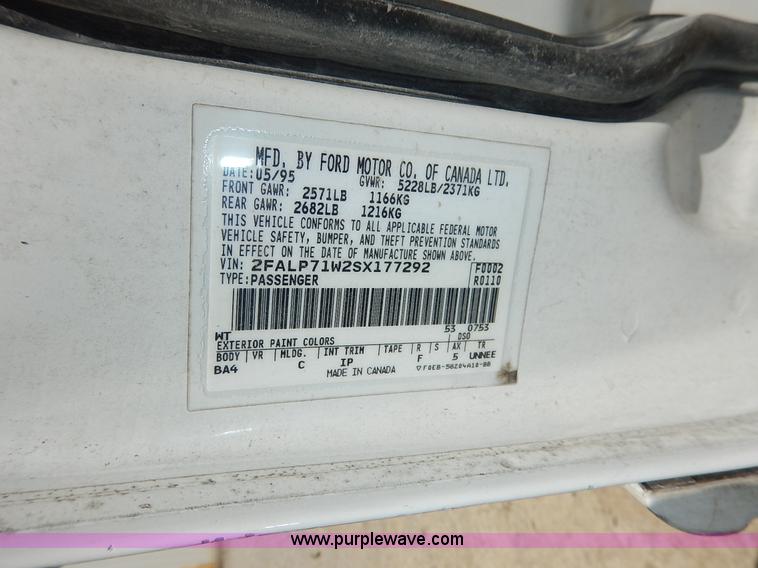 MFD. BY FORD MOTOR CO. OF CANADA LTD.
DATE: 05/95 GVWR: 5228LB/2371KG
FRONT GAWR: 2571LB 1166KG
REAR GAWR: 2682LB 1216KG
THIS VEHICLE CONFORMS TO ALL APPLICABLE FEDERAL MOTOR
VEHICLE SAFETY, BUMPER, AND THEFT PREVENTION STANDARDS
IN EFFECT ON THE DATE OF MANUFACTURE SHOWN ABOVE.
VIN: 2FALP71W2SX177292 F0002
TYPE: PASSENGER R0110
WT 53 0753
EXTERIOR PAINT COLORS DSO
BODY VR MLDG. INT TRIM TAPE R S AX TR
BA4 C IP F 5 UNNEE
MADE IN CANADA ▽F0EB-58204A10-BB
www.purplewave.com